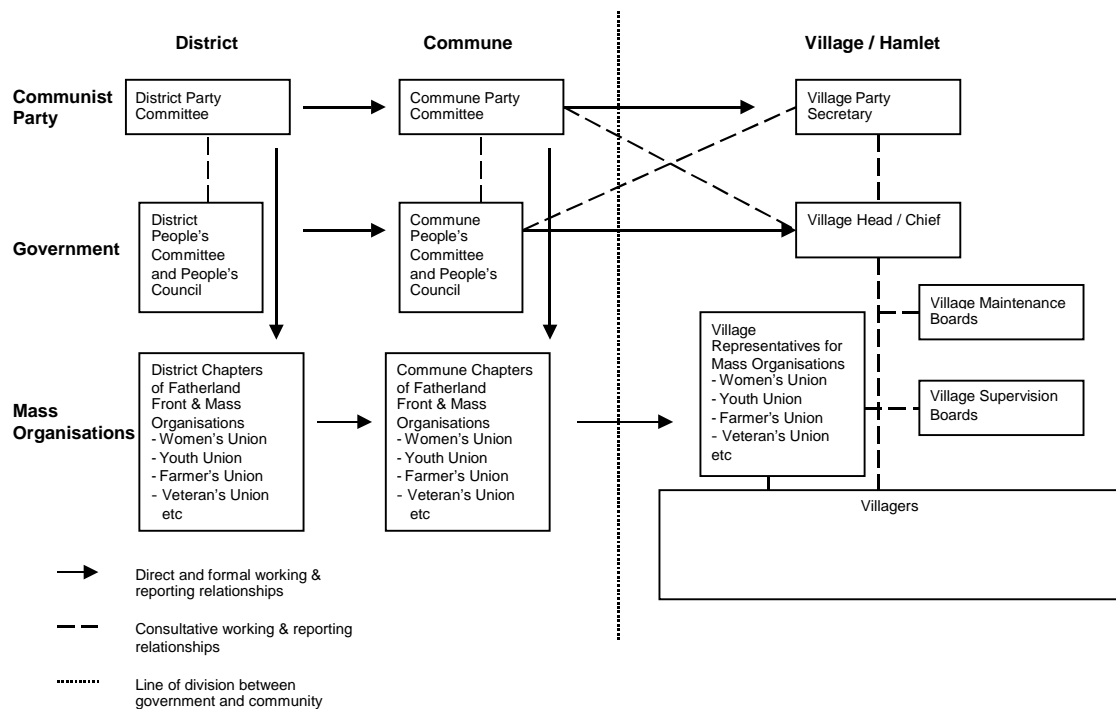 District
Commune
Village / Hamlet
Communist
Party
District Party
Committee
Commune Party
Committee
Village Party
Secretary
Government
District
People's
Committee
and People's
Council
Commune
People's
Committee
and People's
Council
Village Head / Chief
Village Maintenance
Boards
Mass
Organisations
District Chapters
of Fatherland
Front & Mass
Organisations
- Women's Union
- Youth Union
- Farmer's Union
- Veteran's Union
etc
Commune Chapters
of Fatherland
Front & Mass
Organisations
- Women's Union
- Youth Union
- Farmer's Union
- Veteran's Union
etc
Village
Representatives for
Mass Organisations
- Women's Union
- Youth Union
- Farmer's Union
- Veteran's Union
etc
Village Supervision
Boards
Villagers
Direct and formal working &
reporting relationships
Consultative working & reporting
relationships
Line of division between
government and community